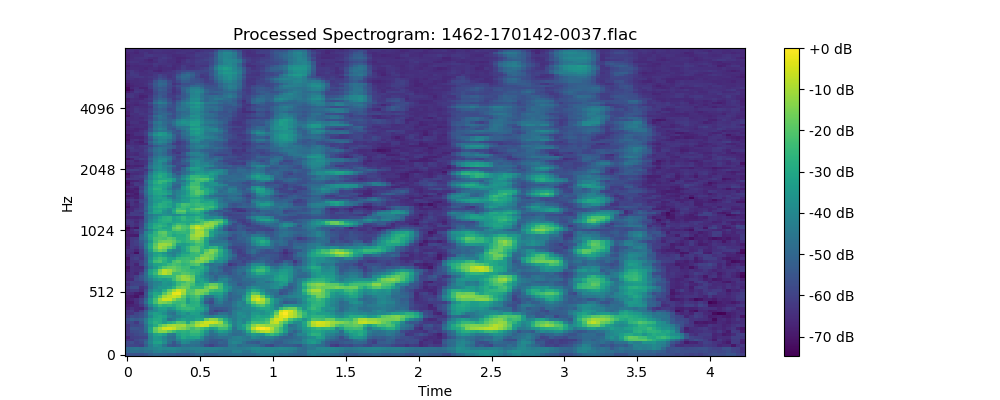 Processed Spectrogram: 1462-170142-0037.flac
Hz
4096
2048
1024
512
0
0 0.5 1 1.5 2 2.5 3 3.5 4
Time
+0 dB
-10 dB
-20 dB
-30 dB
-40 dB
-50 dB
-60 dB
-70 dB